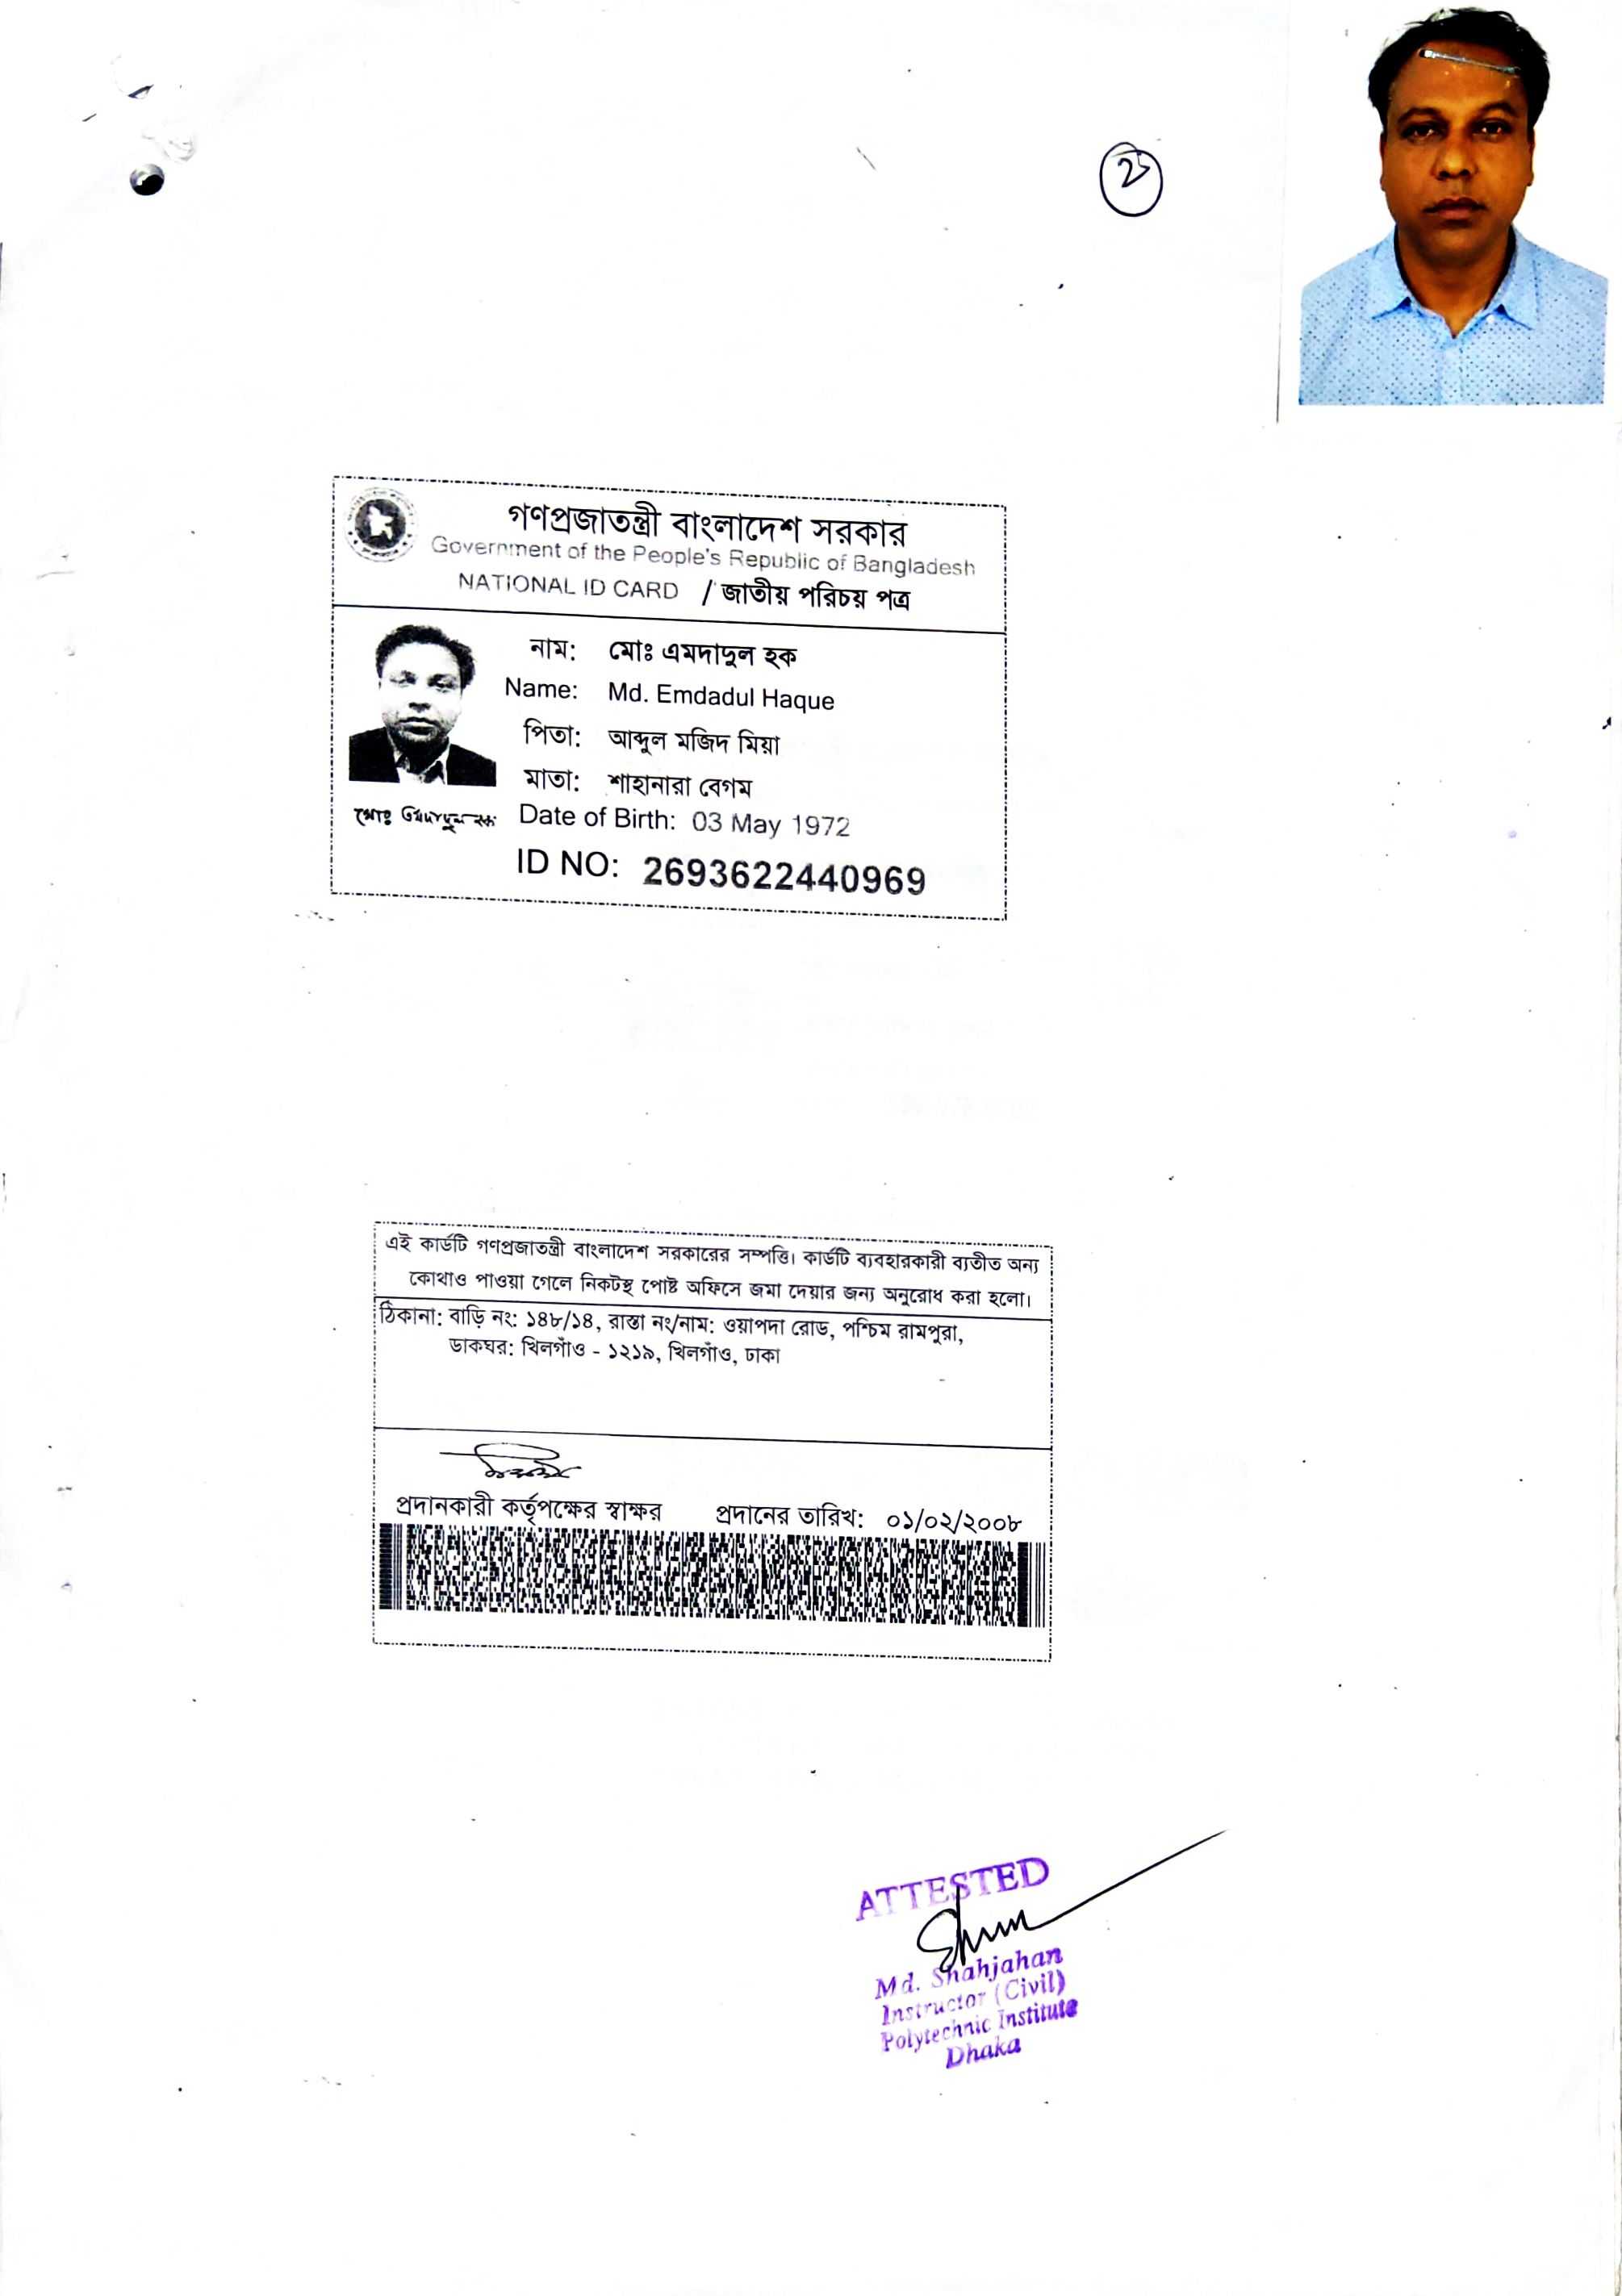 25
গণপ্রজাতন্ত্রী বাংলাদেশ সরকার
Government of the People's Republic of Bangladesh
NATIONAL ID CARD / জাতীয় পরিচয় পত্র
নাম: মোঃ এমদাদুল হক
Name: Md. Emdadul Haque
পিতা: আব্দুল মজিদ মিয়া
মাতা: শাহানারা বেগম
মোঃ এমদাদুল হক
Date of Birth: 03 May 1972
ID NO: 2693622440969
এই কার্ডটি গণপ্রজাতন্ত্রী বাংলাদেশ সরকারের সম্পত্তি। কার্ডটি ব্যবহারকারী ব্যতীত অন্য
কোথাও পাওয়া গেলে নিকটস্থ পোষ্ট অফিসে জমা দেয়ার জন্য অনুরোধ করা হলো।
ঠিকানা: বাড়ি নং: ১৪৮/১৪, রাস্তা নং/নাম: ওয়াপদা রোড, পশ্চিম রামপুরা,
ডাকঘর: খিলগাঁও - ১২১৯, খিলগাঁও, ঢাকা
প্রদানকারী কর্তৃপক্ষের স্বাক্ষর প্রদানের তারিখ: ০১/০২/২০০৮
ATTESTED
Md. Shahjahan
Instructor (Civil)
Polytechnic Institute
Dhaka